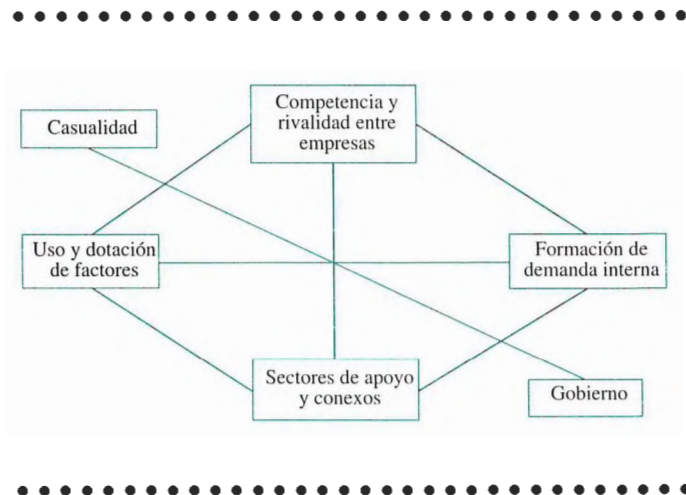 Competencia y
rivalidad entre
empresas
Casualidad
Uso y dotación
de factores
Formación de
demanda interna
Sectores de apoyo
y conexos
Gobierno